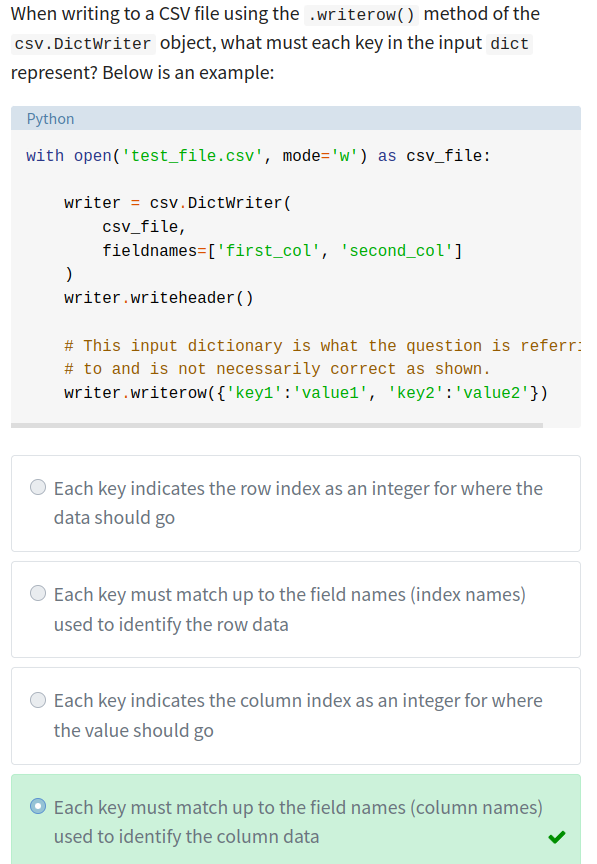 When writing to a CSV file using the .writerow() method of the
csv.DictWriter object, what must each key in the input dict
represent? Below is an example:
Python
with open('test_file.csv', mode='w') as csv_file:
writer = csv.DictWriter(
csv_file,
fieldnames=['first_col', 'second_col']
)
writer.writeheader()
# This input dictionary is what the question is
# to and is not necessarily correct as shown.
writer.writerow({'key1':'value1', 'key2':'value2'})
Each key indicates the row index as an integer for where the
data should go
Each key must match up to the field names (index names)
used to identify the row data
Each key indicates the column index as an integer for where
the value should go
Each key must match up to the field names (column names)
used to identify the column data